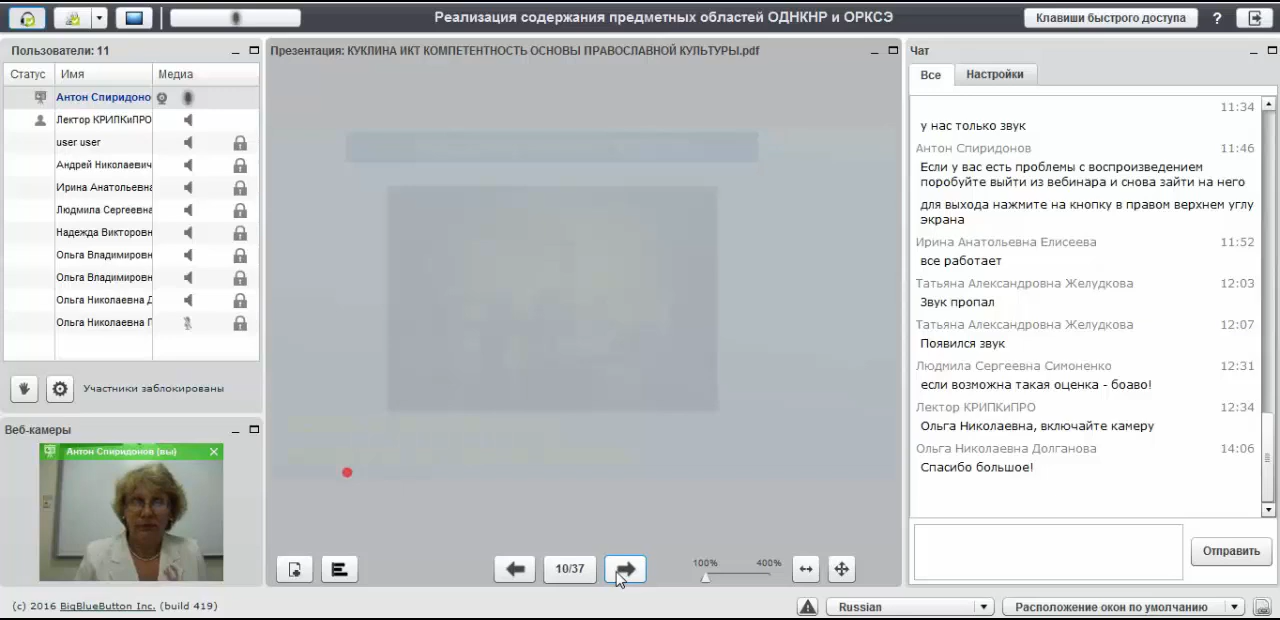 Реализация содержания предметных областей ОДНКНР и ОРКСЭ
Клавиши быстрого доступа
?
Пользователи: 11
Статус Имя Медиа
Антон Спиридоно
Лектор КРИПКиПРО
user user
Андрей Николаевич
Ирина Анатольевна
Людмила Сергеевна
Надежда Викторовн
Ольга Владимировн
Ольга Владимировн
Ольга Николаевна Д
Ольга Николаевна Г
Участники заблокированы
Веб-камеры
Антон Спиридонов (вы)
Презентация: КУКЛИНА ИКТ КОМПЕТЕНТНОСТЬ ОСНОВЫ ПРАВОСЛАВНОЙ КУЛЬТУРЫ.pdf
10/37
100% 400%
Чат
Все Настройки
11:34
у нас только звук
Антон Спиридонов 11:46
Если у вас есть проблемы с воспроизведением
поробуйте выйти из вебинара и снова зайти на него
для выхода нажмите на кнопку в правом верхнем углу
экрана
Ирина Анатольевна Елисеева 11:52
все работает
Татьяна Александровна Желудкова 12:03
Звук пропал
Татьяна Александровна Желудкова 12:07
Появился звук
Людмила Сергеевна Симоненко 12:31
если возможна такая оценка - боаво!
Лектор КРИПКиПРО 12:34
Ольга Николаевна, включайте камеру
Ольга Николаевна Долганова 14:06
Спасибо большое!
Отправить
(c) 2016 BigBlueButton Inc. (build 419)
Russian
Расположение окон по умолчанию